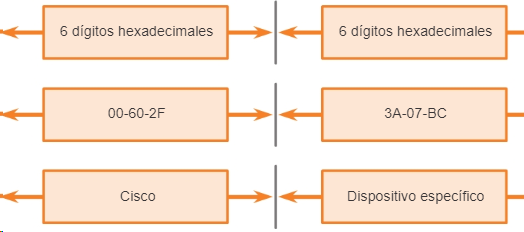 6 dígitos hexadecimales
6 dígitos hexadecimales
00-60-2F
3A-07-BC
Cisco
Dispositivo específico